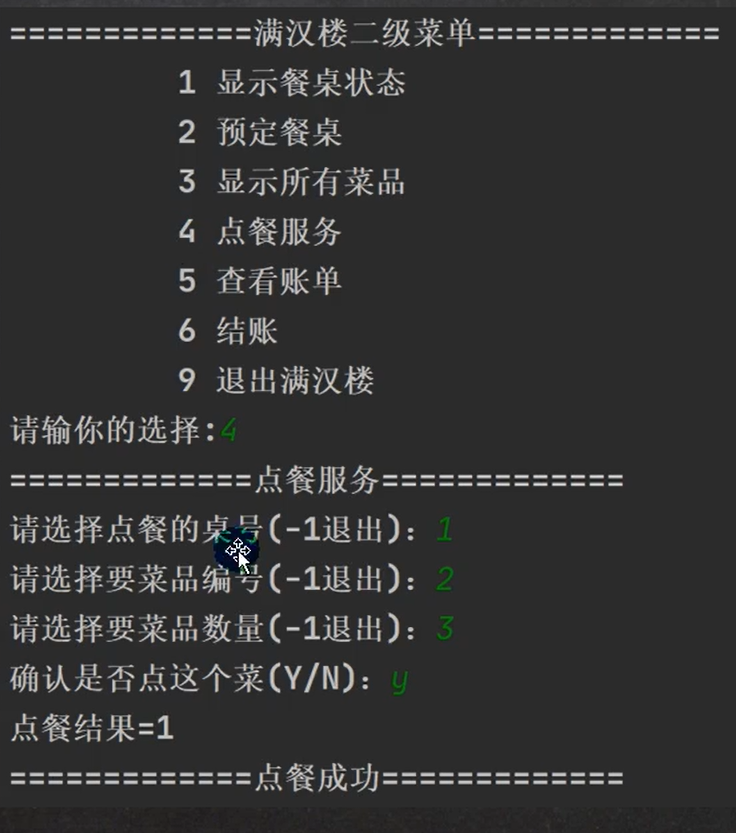 =============满汉楼二级菜单=============
1 显示餐桌状态
2 预定餐桌
3 显示所有菜品
4 点餐服务
5 查看账单
6 结账
9 退出满汉楼
请输你的选择:4
=============点餐服务=============
请选择点餐的桌号(-1退出): 1
请选择要菜品编号(-1退出): 2
请选择要菜品数量(-1退出): 3
确认是否点这个菜(Y/N): y
点餐结果=1
=============点餐成功=============